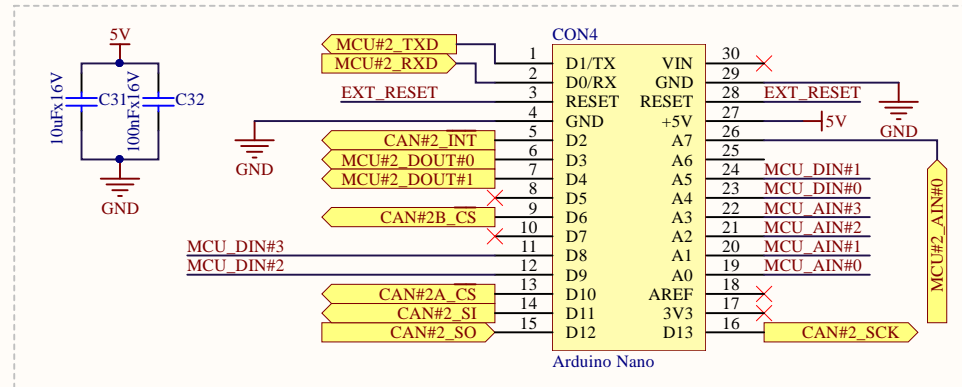 5V
10uFx16V
C31
100nFx16V
C32
GND
CON4
MCU#2_TXD 1 D1/TX VIN 30
MCU#2_RXD 2 D0/RX GND 29
EXT_RESET 3 RESET RESET 28 EXT_RESET
GND
4 GND +5V 27 5V
GND
CAN#2_INT 5 D2 A7 26
MCU#2_DOUT#0 6 D3 A6 25
MCU#2_DOUT#1 7 D4 A5 24 MCU_DIN#1
8 D5 A4 23 MCU_DIN#0
CAN#2B_CS 9 D6 A3 22 MCU_AIN#3
10 D7 A2 21 MCU_AIN#2
MCU_DIN#3 11 D8 A1 20 MCU_AIN#1
MCU_DIN#2 12 D9 A0 19 MCU_AIN#0
CAN#2A_CS 13 D10 AREF 18
CAN#2_SI 14 D11 3V3 17
CAN#2_SO 15 D12 D13 16 CAN#2_SCK
MCU#2_AIN#0
Arduino Nano